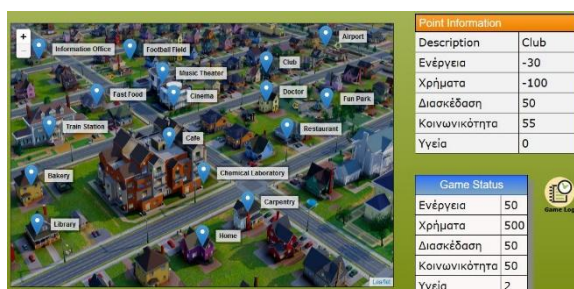 +
-
Airport
Information Office
Football Field
Club
Music Theater
Fast Food
Cinema
Doctor
Fun Park
Train Station
Cafe
Restaurant
Bakery
Chemical Laboratory
Carpentry
Library
Home
Leaflet
Point Information
Description Club
Ενέργεια -30
Χρήματα -100
Διασκέδαση 50
Κοινωνικότητα 55
Υγεία 0
Game Status
Ενέργεια 50
Χρήματα 500
Διασκέδαση 50
Κοινωνικότητα 50
Υγεία 2
Game Log